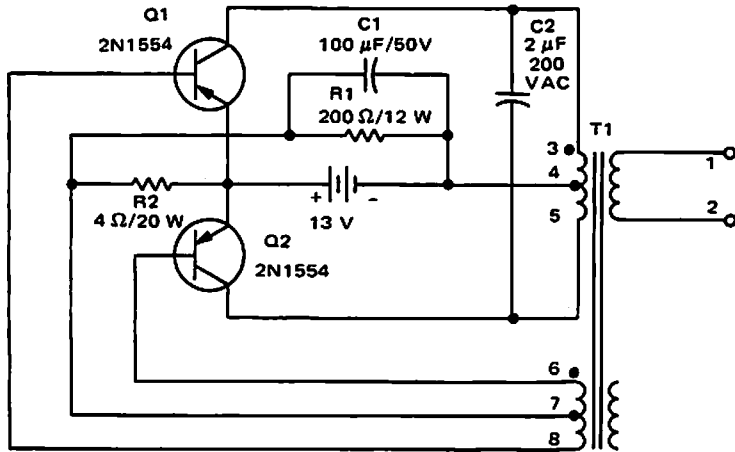 Q1
2N1554
C1
100 μF/50V
C2
2 μF
200
VAC
R1
200 Ω/12 W
T1
3
4
5
1
2
R2
4 Ω/20 W
+
-
13 V
Q2
2N1554
6
7
8